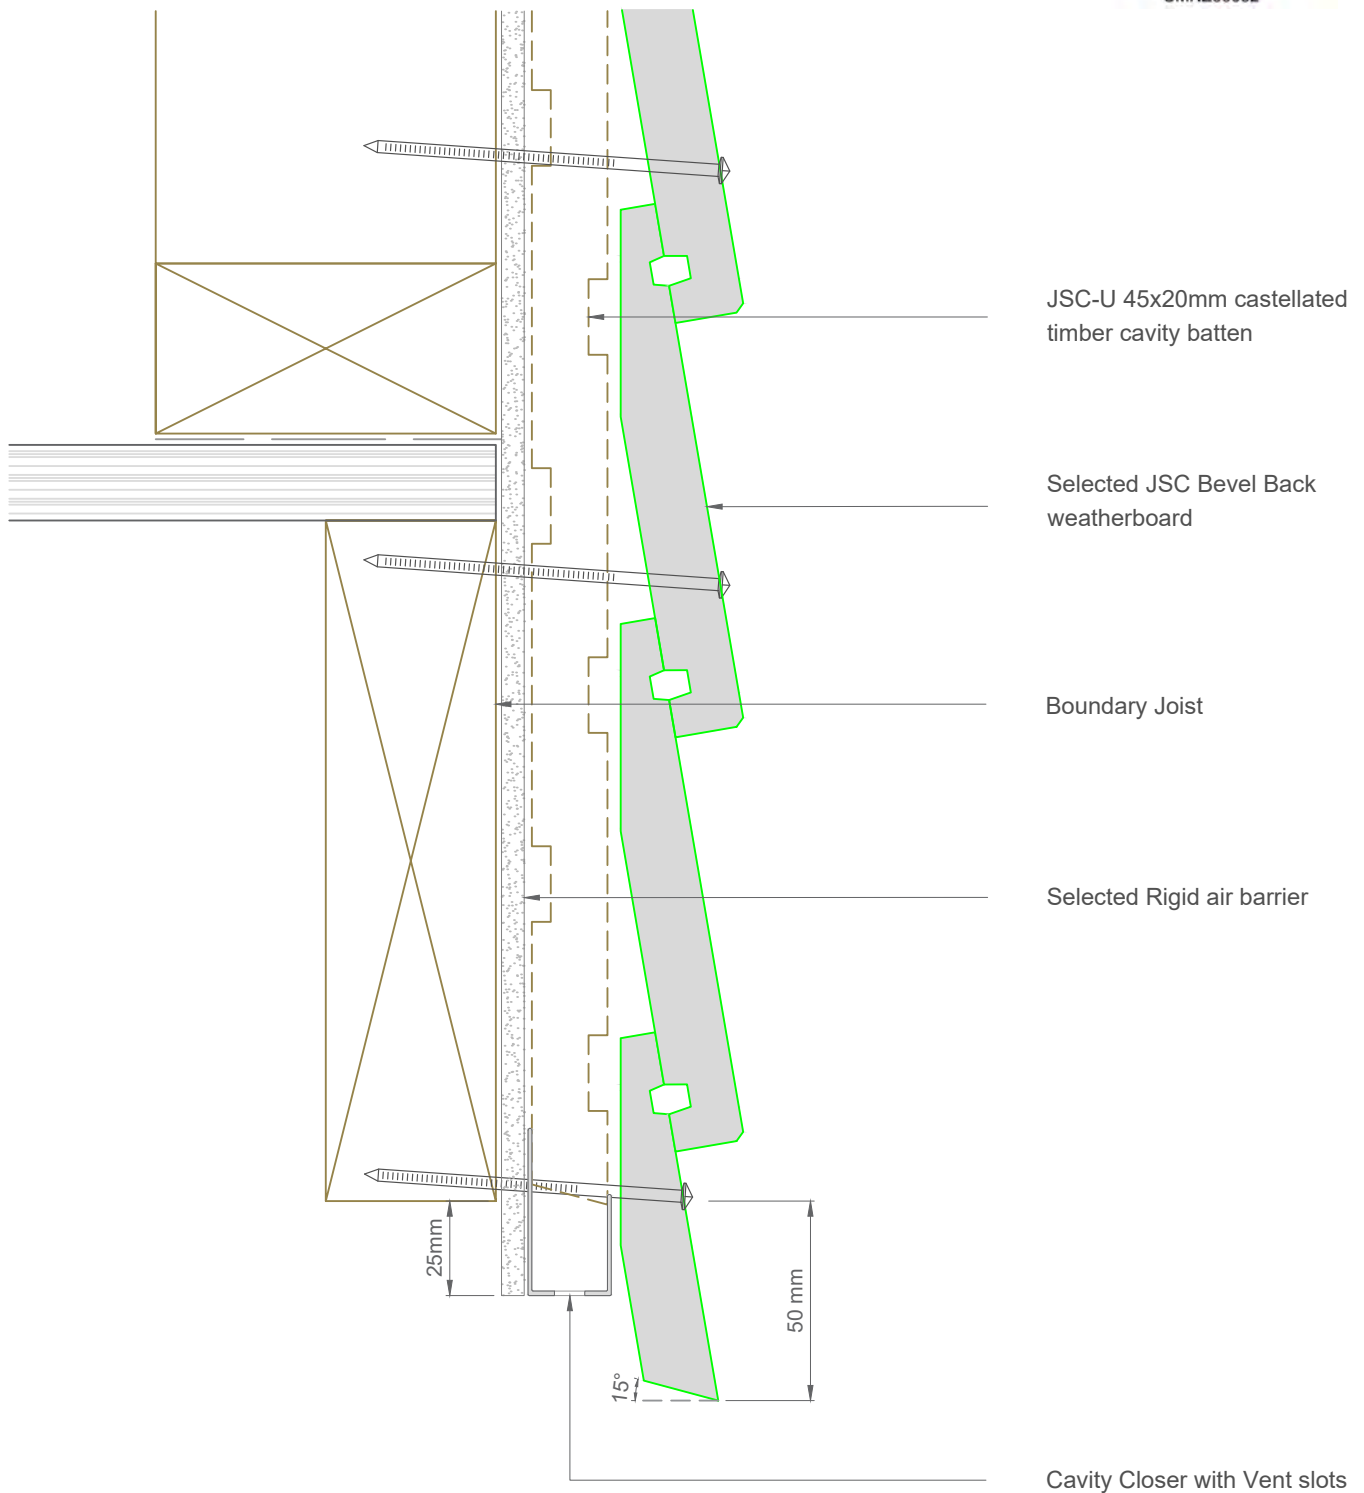 JSC-U 45x20mm castellated
timber cavity batten
Selected JSC Bevel Back
weatherboard
Boundary Joist
Selected Rigid air barrier
25mm
50 mm
15°
Cavity Closer with Vent slots